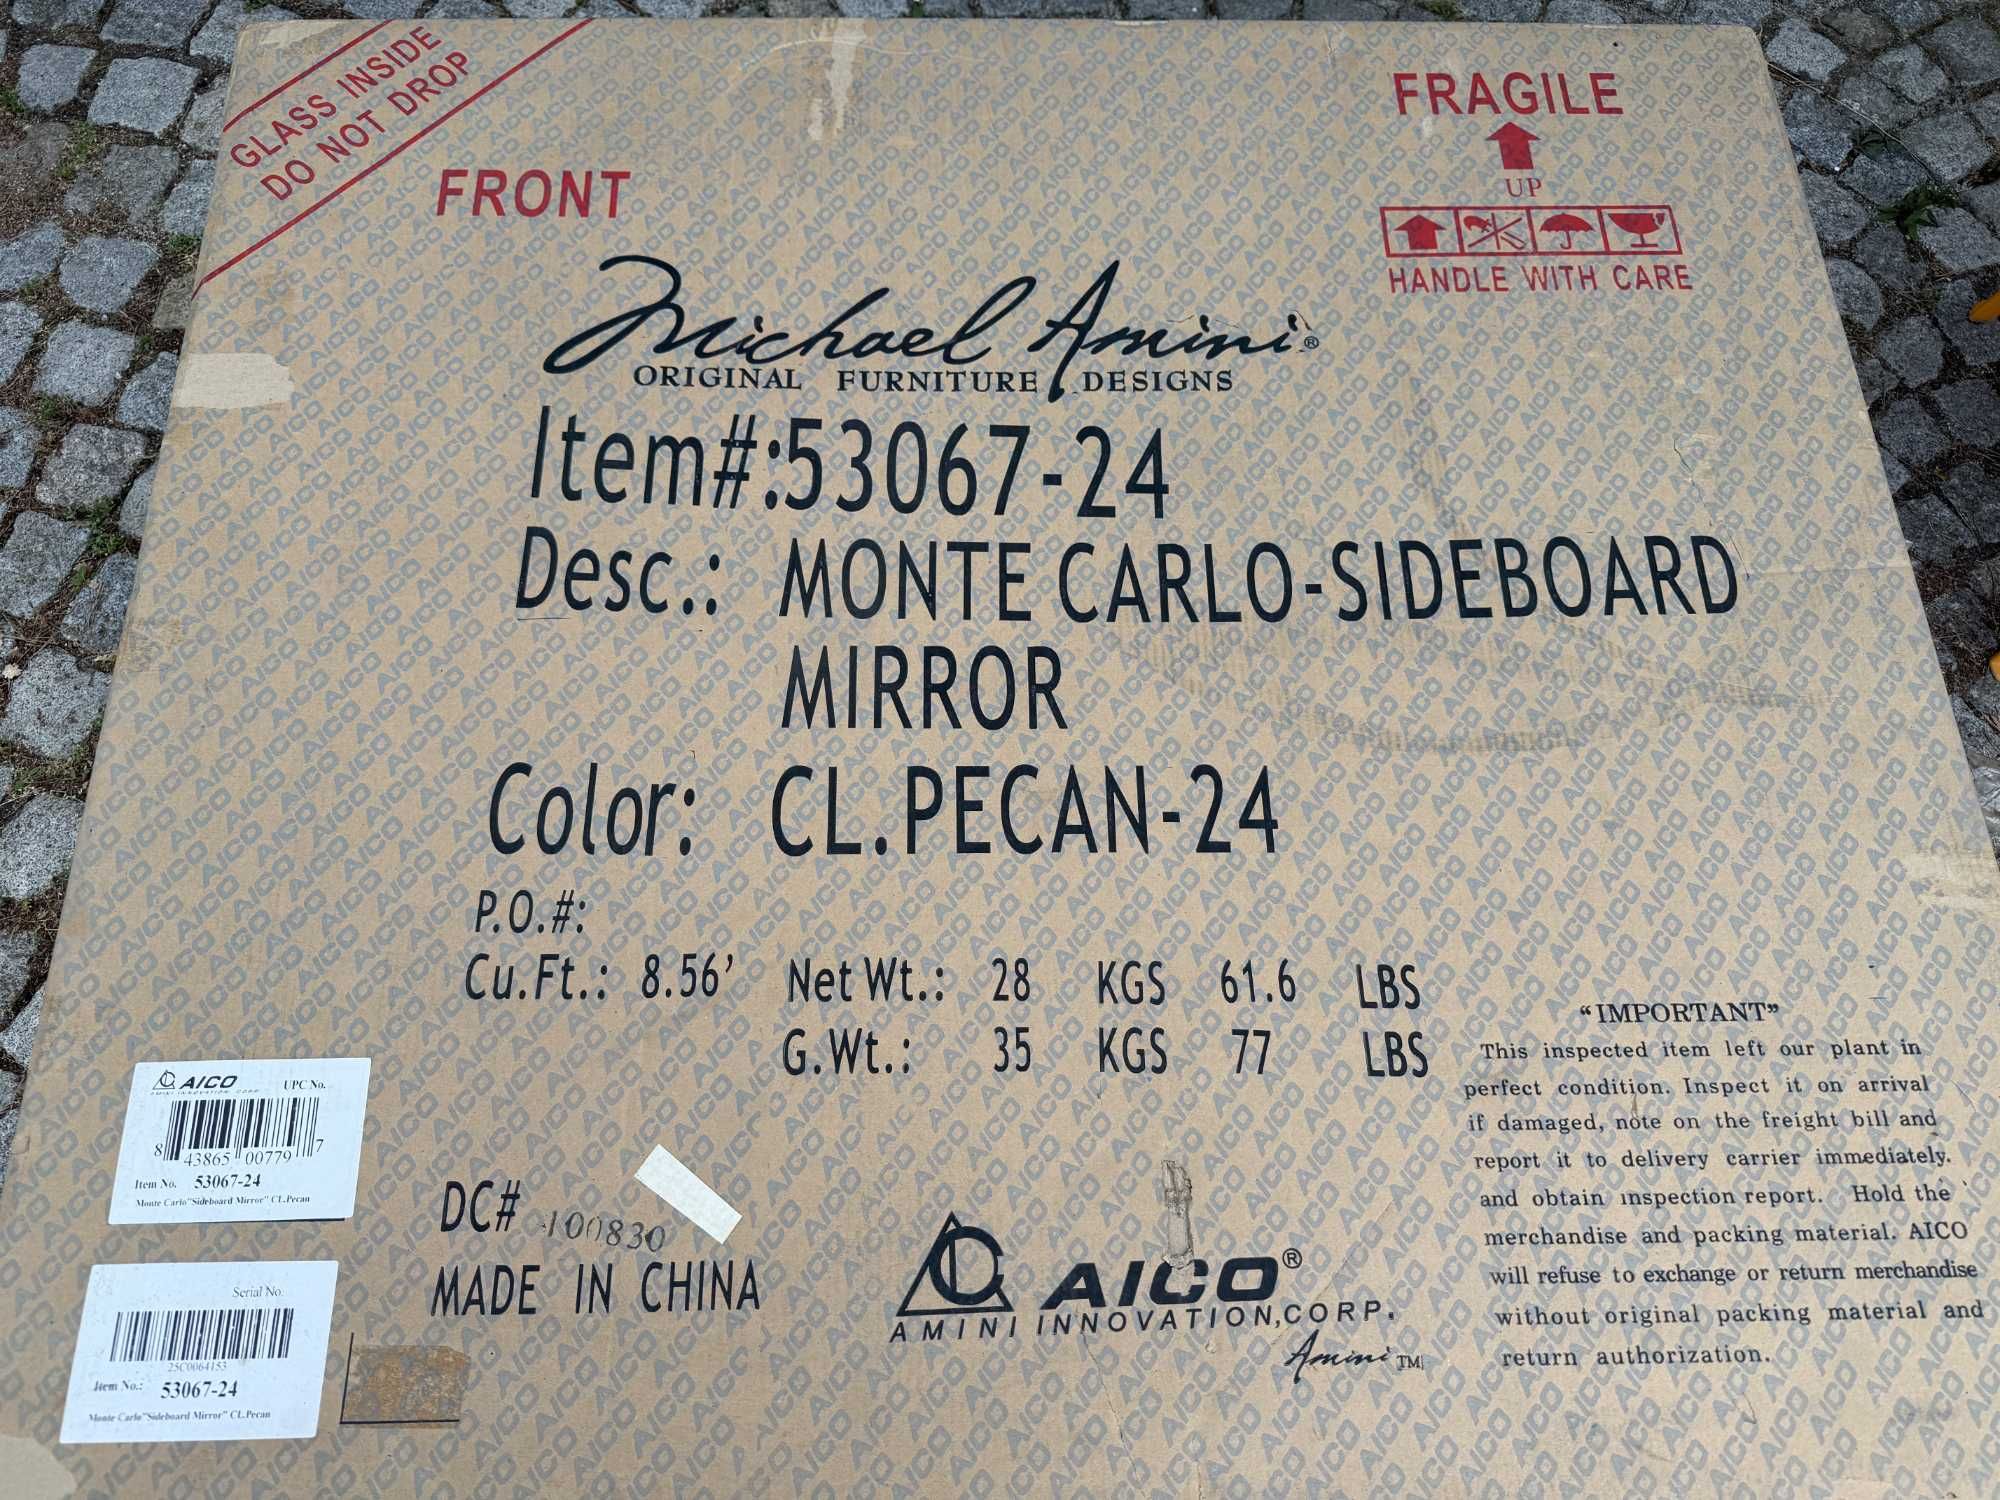 GLASS INSIDE
DO NOT DROP
FRONT
FRAGILE
UP
HANDLE WITH CARE
Michael Amini®
ORIGINAL FURNITURE DESIGNS
Item#:53067-24
Desc.: MONTE CARLO-SIDEBOARD
MIRROR
Color: CL.PECAN-24
P.O.#:
Cu.Ft.: 8.56' Net Wt.: 28 KGS 61.6 LBS
G.Wt.: 35 KGS 77 LBS
"IMPORTANT"
This inspected item left our plant in
perfect condition. Inspect it on arrival
if damaged, note on the freight bill and
report it to delivery carrier immediately.
and obtain inspection report. Hold the
merchandise and packing material. AICO
will refuse to exchange or return merchandise
without original packing material and
return authorization.
AICO UPC No.
AMINI INNOVATION CORP.
8 43865 00779 7
Item No. 53067-24
Monte Carlo"Sideboard Mirror" CL.Pecan
DC# 100830
MADE IN CHINA
AICO®
AMINI INNOVATION,CORP.
Amini TM
Serial No.
25C0064153
Item No.: 53067-24
Monte Carlo"Sideboard Mirror" CL.Pecan